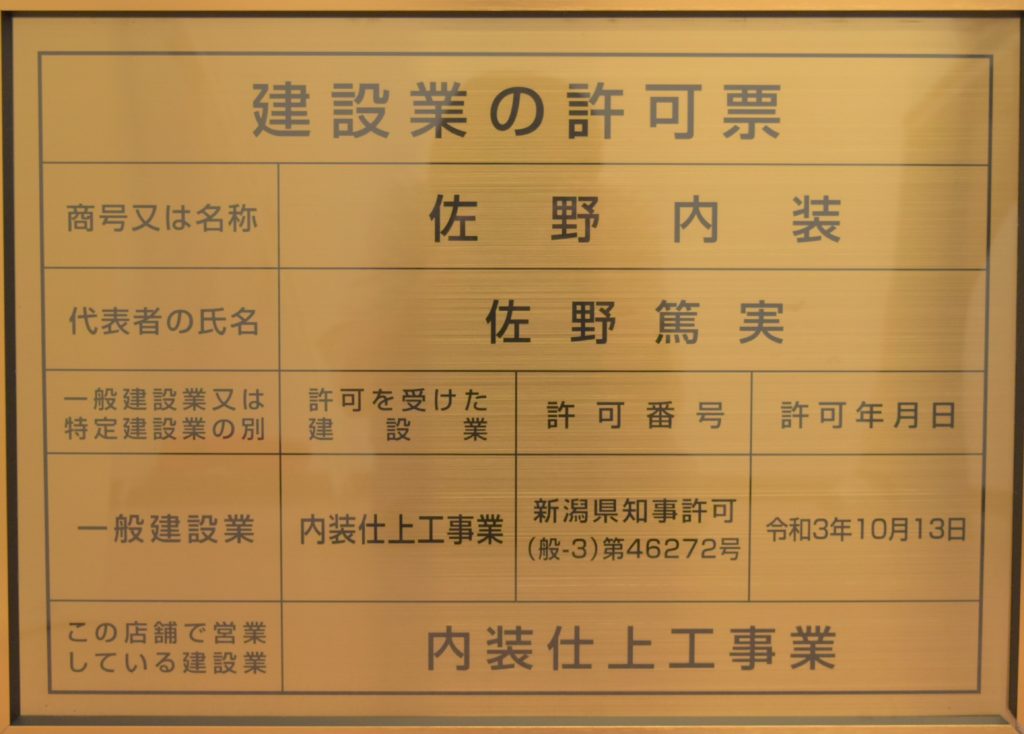 建設業の許可票
商号又は名称
佐野内装
代表者の氏名
佐野篤実
一般建設業又は
特定建設業の別
許可を受けた
建設業
許可番号
許可年月日
一般建設業
内装仕上工事業
新潟県知事許可
(般-3)第46272号
令和3年10月13日
この店舗で営業
している建設業
内装仕上工事業